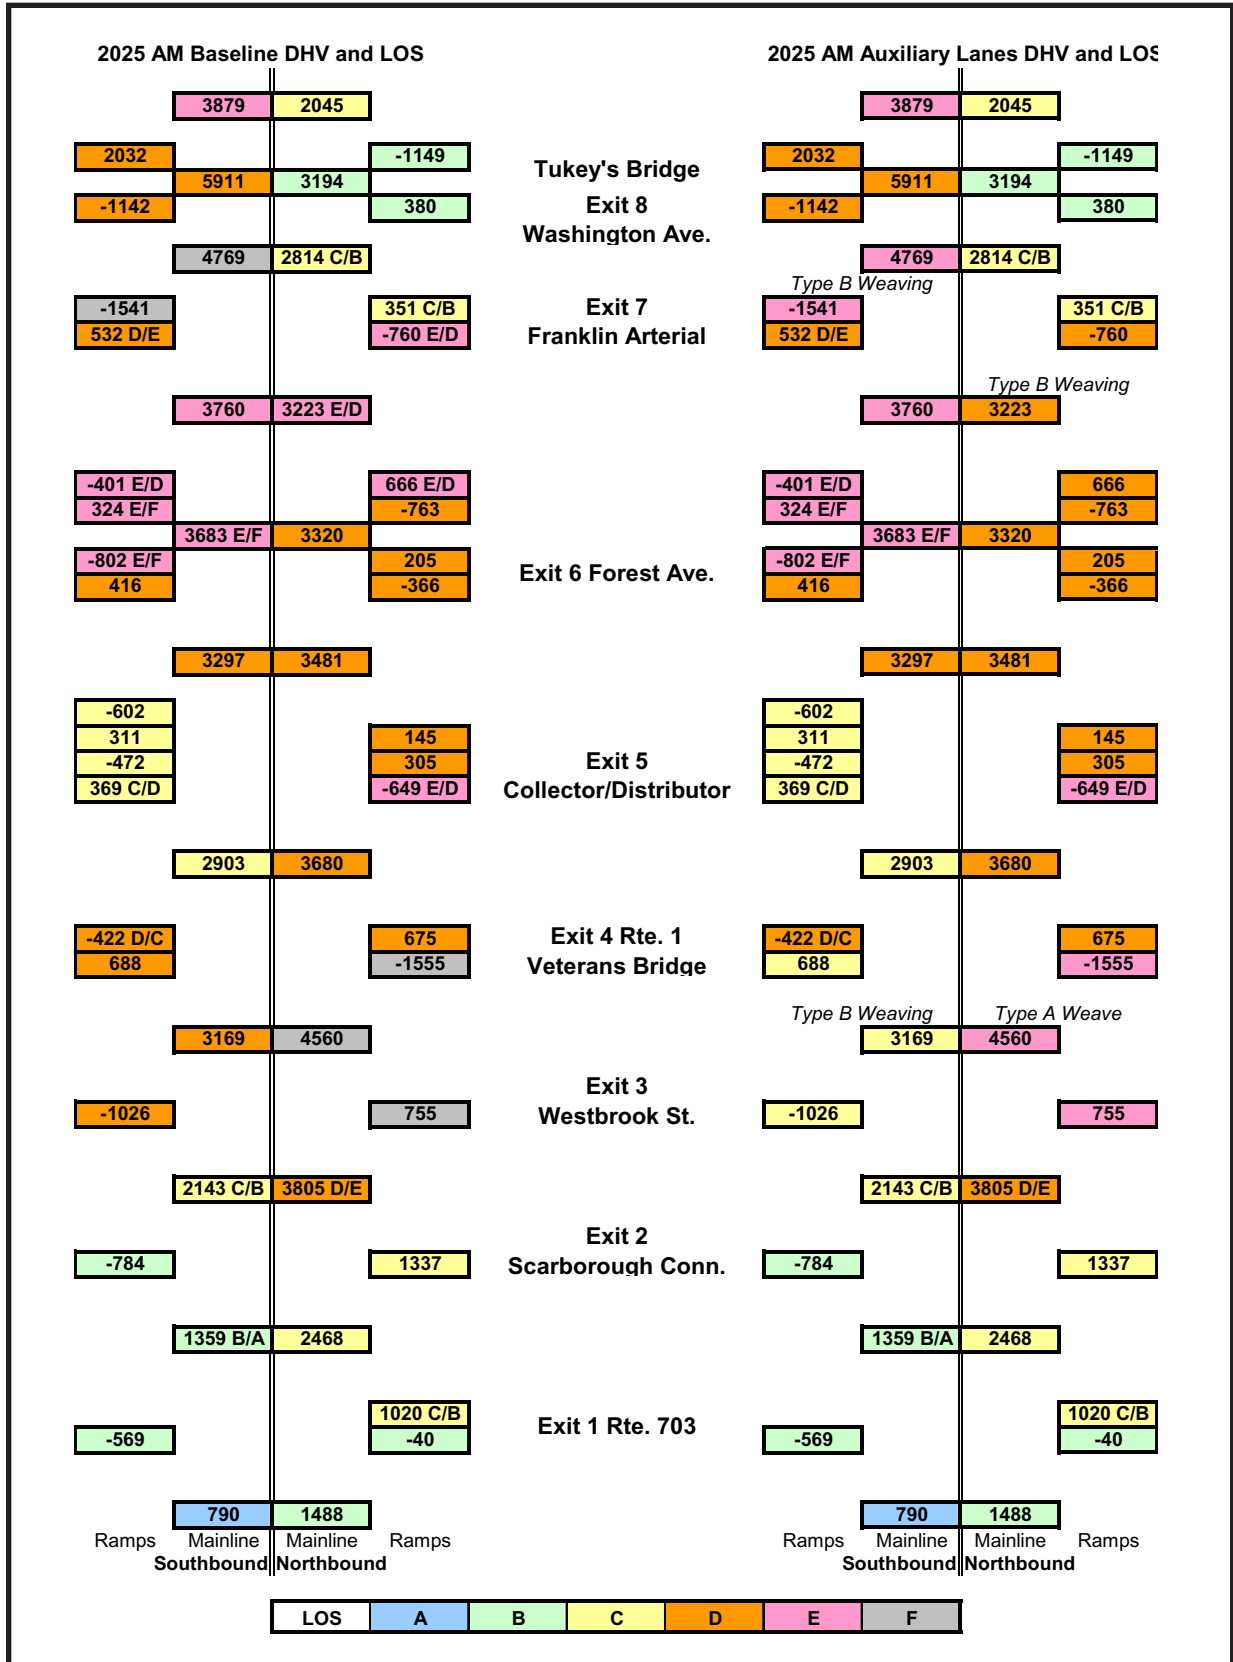 2025 AM Baseline DHV and LOS 2025 AM Auxiliary Lanes DHV and LOS
3879 2045 3879 2045
2032 -1149 2032 -1149
Tukey's Bridge
5911 3194 5911 3194
-1142 380 Exit 8 -1142 380
Washington Ave.
4769 2814 C/B 4769 2814 C/B
Type B Weaving
-1541 351 C/B Exit 7 -1541 351 C/B
532 D/E -760 E/D Franklin Arterial 532 D/E -760
Type B Weaving
3760 3223 E/D 3760 3223
-401 E/D 666 E/D -401 E/D 666
324 E/F -763 324 E/F -763
3683 E/F 3320 3683 E/F 3320
-802 E/F 205 -802 E/F 205
Exit 6 Forest Ave.
416 -366 416 -366
3297 3481 3297 3481
-602 -602
311 145 311 145
-472 305 Exit 5 -472 305
369 C/D -649 E/D Collector/Distributor 369 C/D -649 E/D
2903 3680 2903 3680
-422 D/C 675 Exit 4 Rte. 1 -422 D/C 675
688 -1555 Veterans Bridge 688 -1555
Type B Weaving Type A Weave
3169 4560 3169 4560
Exit 3
-1026 755 Westbrook St. -1026 755
2143 C/B 3805 D/E 2143 C/B 3805 D/E
Exit 2
-784 1337 Scarborough Conn. -784 1337
1359 B/A 2468 1359 B/A 2468
1020 C/B 1020 C/B
Exit 1 Rte. 703
-569 -40 -569 -40
790 1488 790 1488
Ramps Mainline Mainline Ramps Ramps Mainline Mainline Ramps
Southbound Northbound Southbound Northbound
LOS A B C D E F